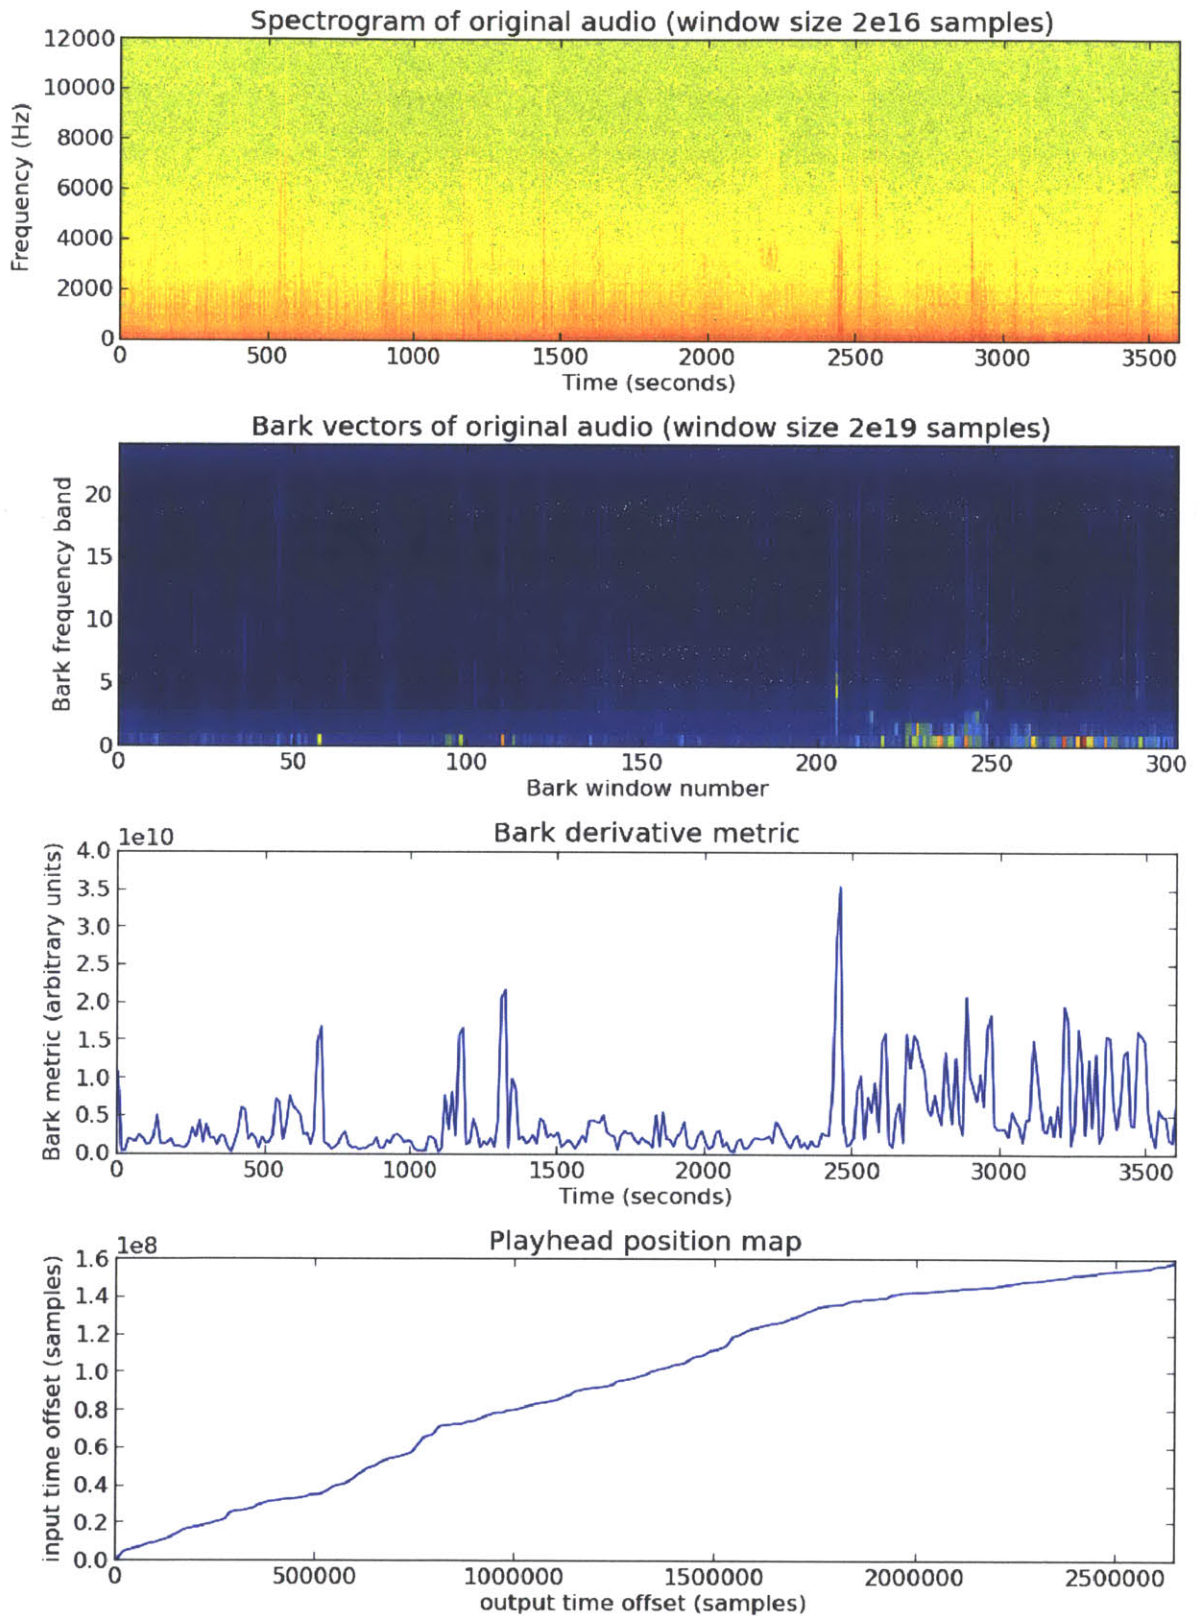 Spectrogram of original audio (window size 2e16 samples)
12000
10000
8000
6000
4000
2000
0
Frequency (Hz)
0 500 1000 1500 2000 2500 3000 3500
Time (seconds)
Bark vectors of original audio (window size 2e19 samples)
20
15
10
5
0
Bark frequency band
0 50 100 150 200 250 300
Bark window number
Bark derivative metric
1e10
4.0
3.5
3.0
2.5
2.0
1.5
1.0
0.5
0.0
Bark metric (arbitrary units)
0 500 1000 1500 2000 2500 3000 3500
Time (seconds)
Playhead position map
1e8
1.6
1.4
1.2
1.0
0.8
0.6
0.4
0.2
0.0
input time offset (samples)
0 500000 1000000 1500000 2000000 2500000
output time offset (samples)